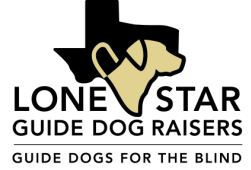 LONE STAR
GUIDE DOG RAISERS
GUIDE DOGS FOR THE BLIND